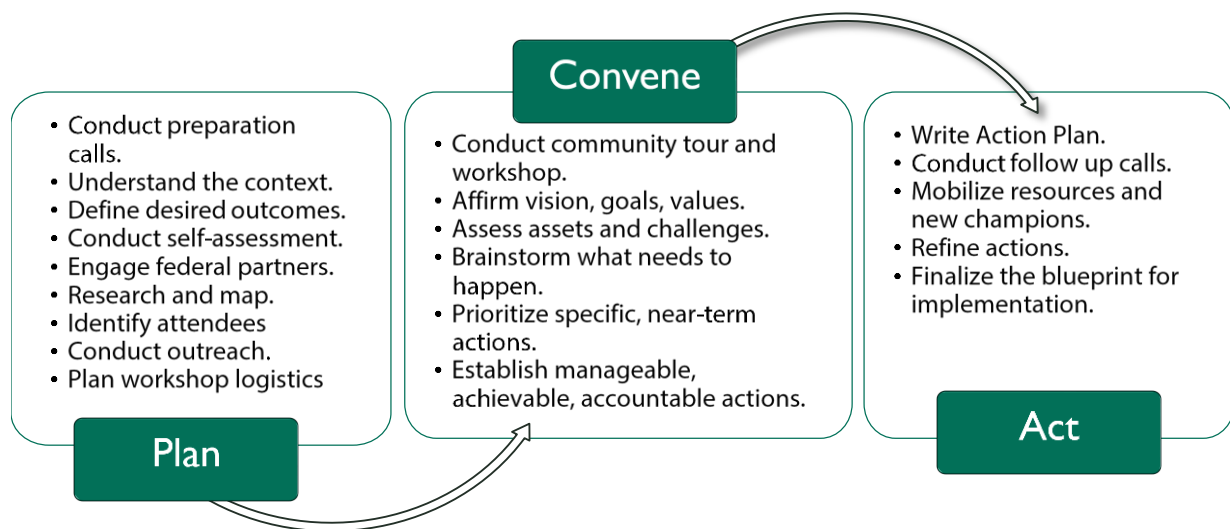 • Conduct preparation
calls.
• Understand the context.
• Define desired outcomes.
• Conduct self-assessment.
• Engage federal partners.
• Research and map.
• Identify attendees
• Conduct outreach.
• Plan workshop logistics
Plan
Convene
• Conduct community tour and
workshop.
• Affirm vision, goals, values.
• Assess assets and challenges.
• Brainstorm what needs to
happen.
• Prioritize specific, near-term
actions.
• Establish manageable,
achievable, accountable actions.
• Write Action Plan.
• Conduct follow up calls.
• Mobilize resources and
new champions.
• Refine actions.
• Finalize the blueprint for
implementation.
Act